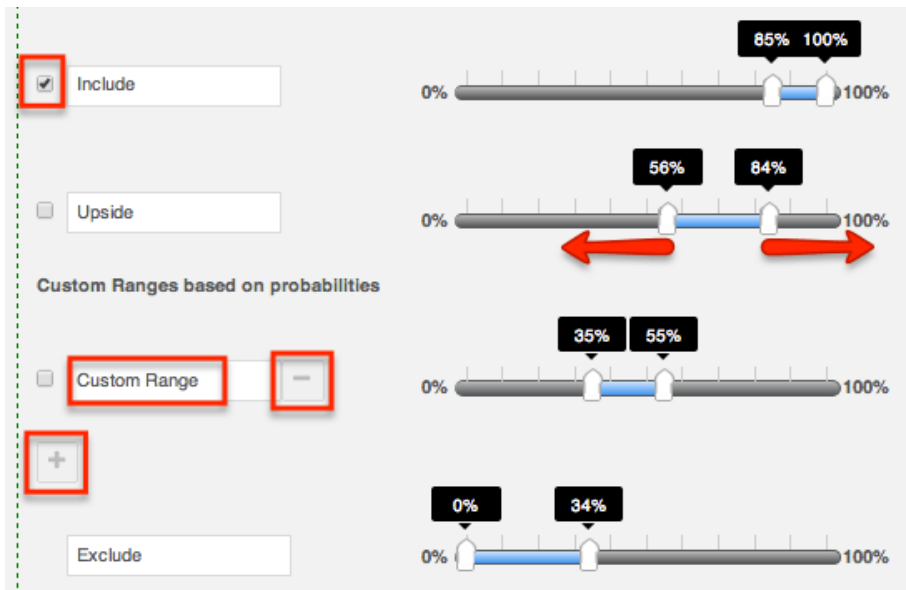 85% 100%
Include
0% 100%
56% 84%
Upside
0% 100%
Custom Ranges based on probabilities
35% 55%
Custom Range −
0% 100%
+
0% 34%
Exclude
0% 100%